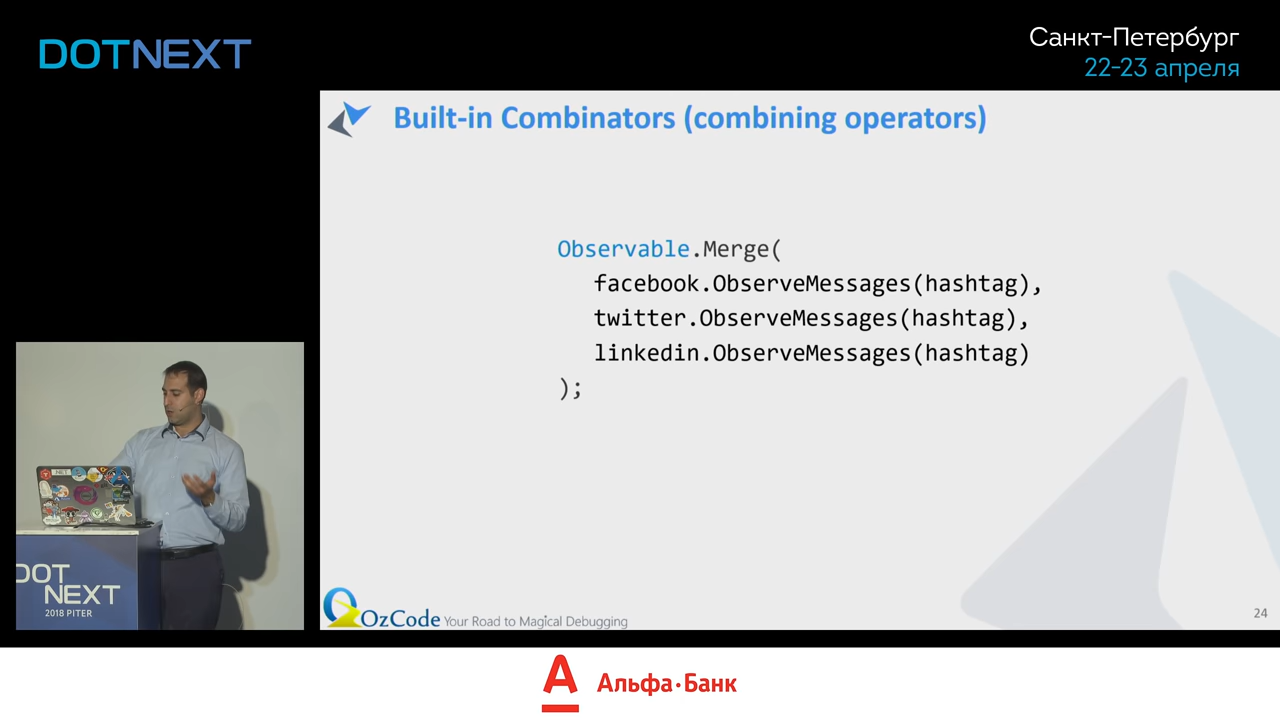 DOTNEXT
Санкт-Петербург
22-23 апреля
Built-in Combinators (combining operators)
Observable.Merge(
facebook.ObserveMessages(hashtag),
twitter.ObserveMessages(hashtag),
linkedin.ObserveMessages(hashtag)
);
.NET
DOT
NEXT
2018 PITER
OzCode Your Road to Magical Debugging
24
Альфа·Банк